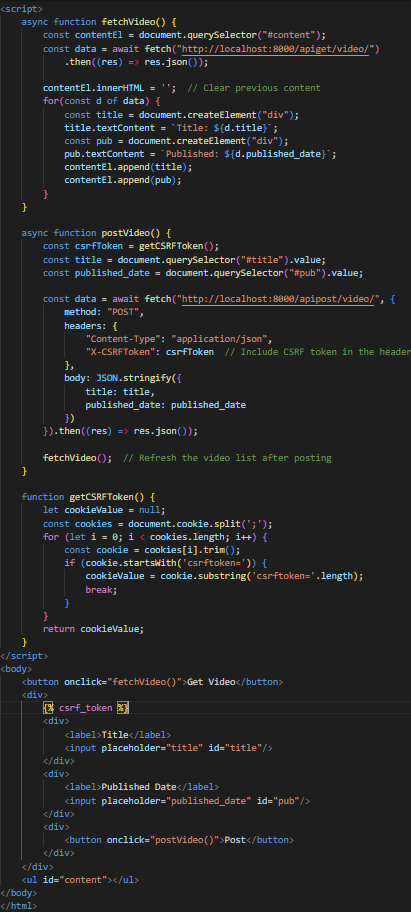 <script>
    async function fetchVideo() {
        const contentEl = document.querySelector("#content");
        const data = await fetch("http://localhost:8000/apiget/video/")
            .then((res) => res.json());

        contentEl.innerHTML = '';  // Clear previous content
        for(const d of data) {
            const title = document.createElement("div");
            title.textContent = `Title: ${d.title}`;
            const pub = document.createElement("div");
            pub.textContent = `Published: ${d.published_date}`;
            contentEl.append(title);
            contentEl.append(pub);
        }
    }

    async function postVideo() {
        const csrfToken = getCSRFToken();
        const title = document.querySelector("#title").value;
        const published_date = document.querySelector("#pub").value;

        const data = await fetch("http://localhost:8000/apipost/video/", {
            method: "POST",
            headers: {
                "Content-Type": "application/json",
                "X-CSRFToken": csrfToken  // Include CSRF token in the header
            },
            body: JSON.stringify({
                title: title,
                published_date: published_date
            })
        }).then((res) => res.json());

        fetchVideo();  // Refresh the video list after posting
    }

    function getCSRFToken() {
        let cookieValue = null;
        const cookies = document.cookie.split(';');
        for (let i = 0; i < cookies.length; i++) {
            const cookie = cookies[i].trim();
            if (cookie.startsWith('csrftoken=')) {
                cookieValue = cookie.substring('csrftoken='.length);
                break;
            }
        }
        return cookieValue;
    }
</script>
<body>
    <button onclick="fetchVideo()">Get Video</button>
    <div>
        {% csrf_token %}
        <div>
            <label>Title</label>
            <input placeholder="title" id="title"/>
        </div>
        <div>
            <label>Published Date</label>
            <input placeholder="published_date" id="pub"/>
        </div>
        <div>
            <button onclick="postVideo()">Post</button>
        </div>
    </div>
    <ul id="content"></ul>
</body>
</html>